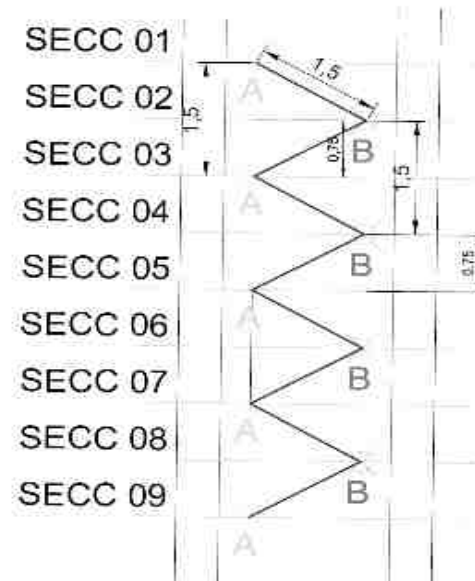 SECC 01
1,5
A
SECC 02
1,5
B
SECC 03
0,75
1,5
A
SECC 04
B
SECC 05
0.75
A
SECC 06
B
SECC 07
A
SECC 08
B
SECC 09
A